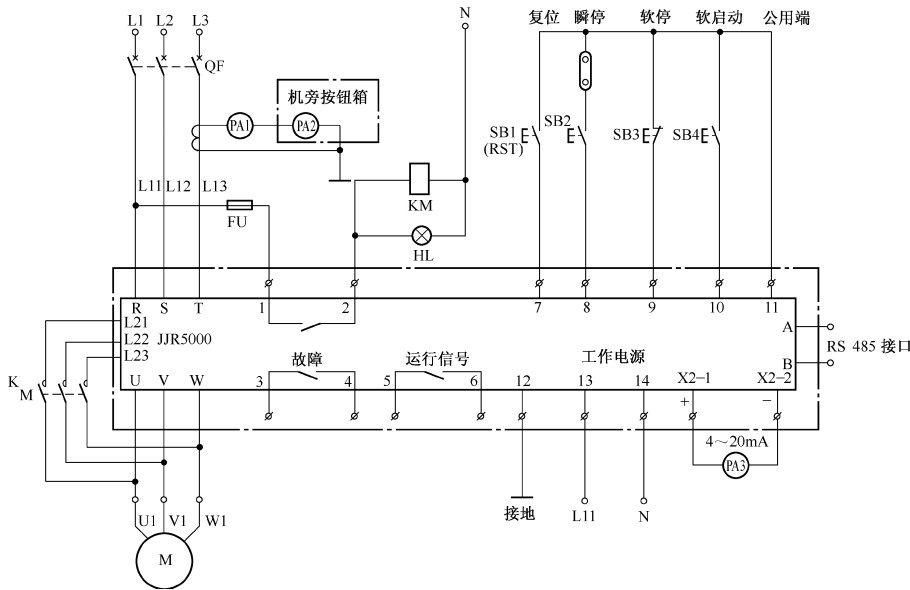 L1 L2 L3 N 复位 瞬停 软停 软启动 公用端
QF
机旁按钮箱
PA1 PA2
SB1 (RST) SB2 SB3 SB4
L11 L12 L13
FU
KM
HL
R S T 1 2 7 8 9 10 11
L21
L22 JJR5000
L23
A
RS 485 接口
B
K
M
故障 运行信号 工作电源
U V W 3 4 5 6 12 13 14 X2-1 X2-2
+ −
4～20mA
PA3
接地 L11 N
U1 V1 W1
M